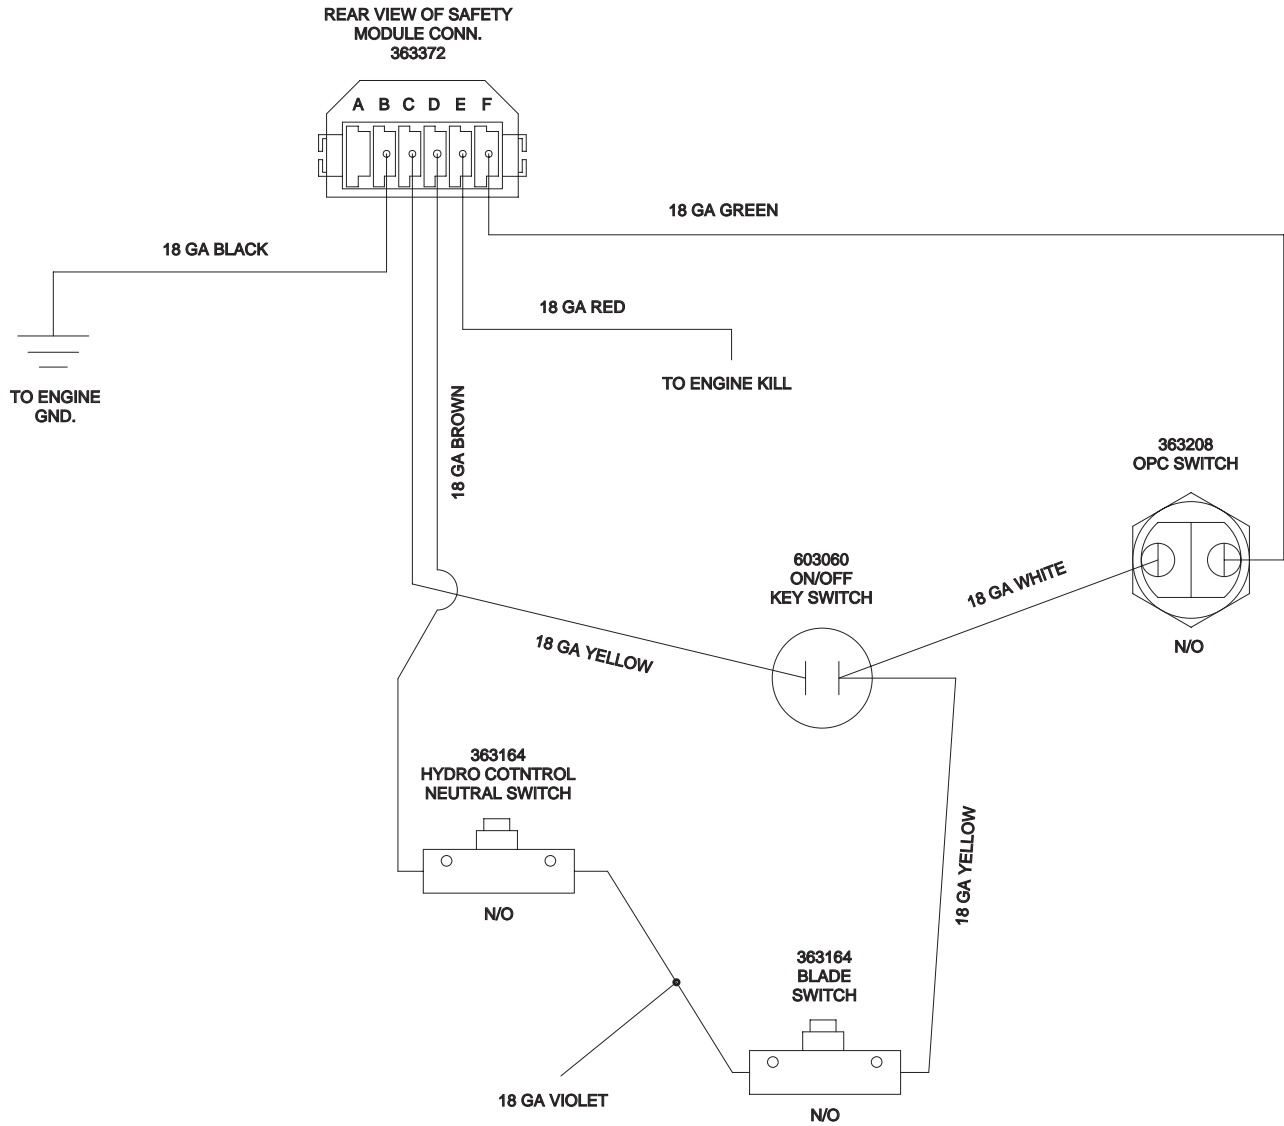 REAR VIEW OF SAFETY
MODULE CONN.
363372
A B C D E F
18 GA GREEN
18 GA BLACK
18 GA RED
TO ENGINE KILL
TO ENGINE
GND.
18 GA BROWN
363208
OPC SWITCH
N/O
603060
ON/OFF
KEY SWITCH
18 GA WHITE
18 GA YELLOW
363164
HYDRO COTNTROL
NEUTRAL SWITCH
N/O
18 GA YELLOW
363164
BLADE
SWITCH
N/O
18 GA VIOLET